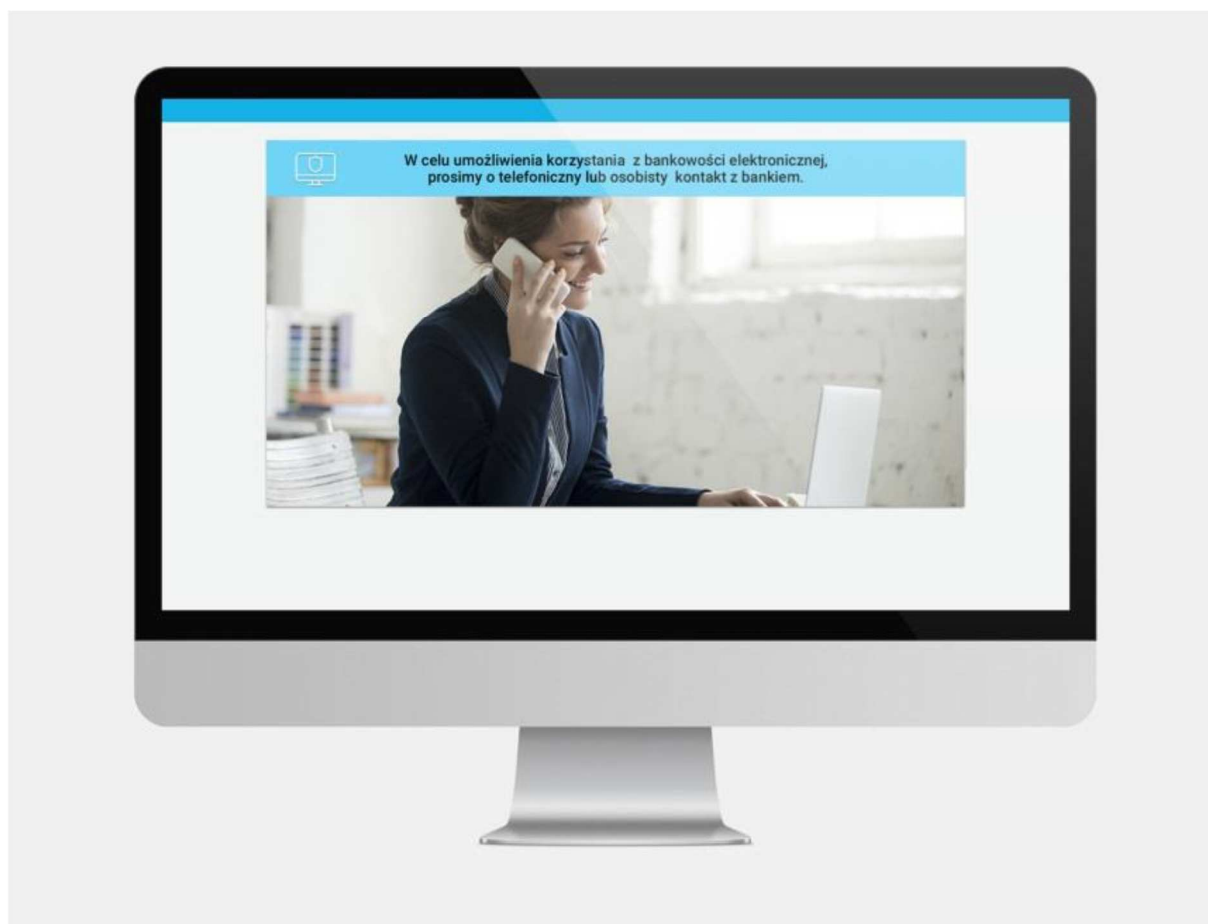 W celu umożliwienia korzystania z bankowości elektronicznej,
prosimy o telefoniczny lub osobisty kontakt z bankiem.